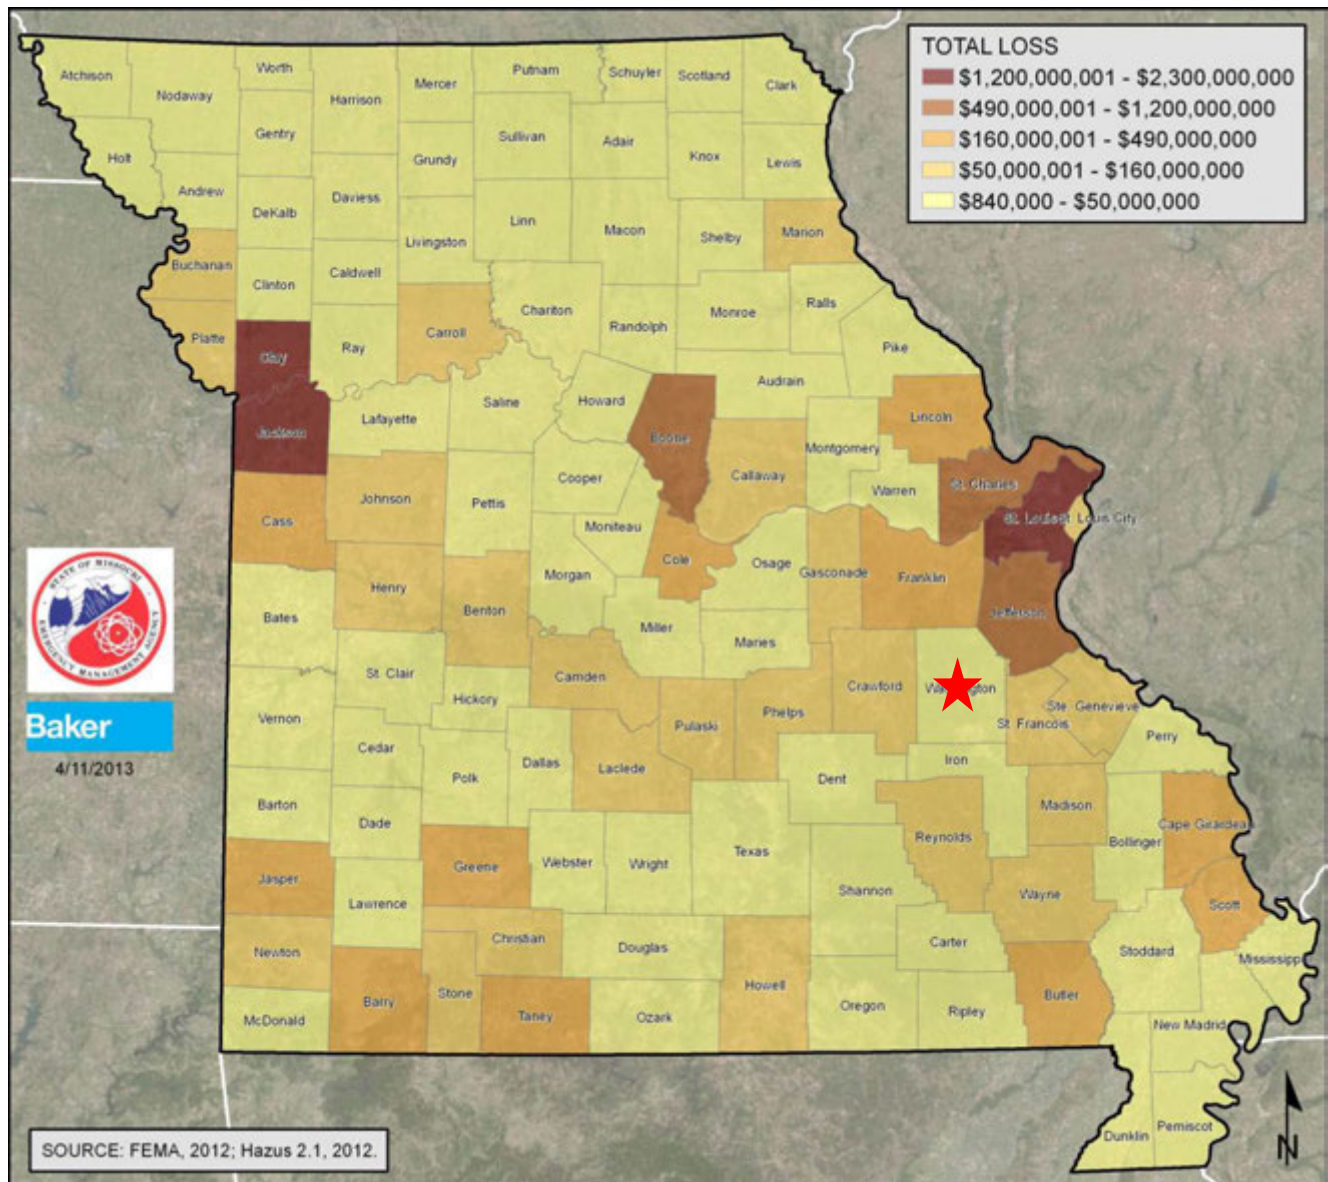 TOTAL LOSS
$1,200,000,001 - $2,300,000,000
$490,000,001 - $1,200,000,000
$160,000,001 - $490,000,000
$50,000,001 - $160,000,000
$840,000 - $50,000,000
Atchison
Nodaway
Worth
Harrison
Mercer
Putnam
Schuyler
Scotland
Clark
Holt
Gentry
Sullivan
Adair
Knox
Lewis
Andrew
DeKalb
Daviess
Grundy
Linn
Macon
Shelby
Marion
Buchanan
Clinton
Caldwell
Livingston
Chariton
Randolph
Monroe
Ralls
Pike
Platte
Clay
Ray
Carroll
Saline
Howard
Boone
Audrain
Lincoln
Jackson
Lafayette
Cooper
Callaway
Montgomery
Warren
St. Charles
St. Louis
St. Louis City
Cass
Johnson
Pettis
Moniteau
Cole
Osage
Gasconade
Franklin
Jefferson
Bates
Henry
Benton
Morgan
Miller
Maries
STATE OF MISSOURI
EMERGENCY MANAGEMENT AGENCY
Baker
4/11/2013
Vernon
St. Clair
Hickory
Camden
Pulaski
Phelps
Crawford
St. Francois
Ste. Genevieve
Perry
Cedar
Polk
Dallas
Laclede
Dent
Iron
Madison
Bollinger
Cape Girardeau
Barton
Dade
Greene
Webster
Wright
Texas
Shannon
Reynolds
Wayne
Scott
Jasper
Lawrence
Christian
Douglas
Howell
Carter
Stoddard
Mississippi
Newton
McDonald
Barry
Stone
Taney
Ozark
Oregon
Ripley
Butler
New Madrid
Dunklin
Pemiscot
N
SOURCE: FEMA, 2012; Hazus 2.1, 2012.